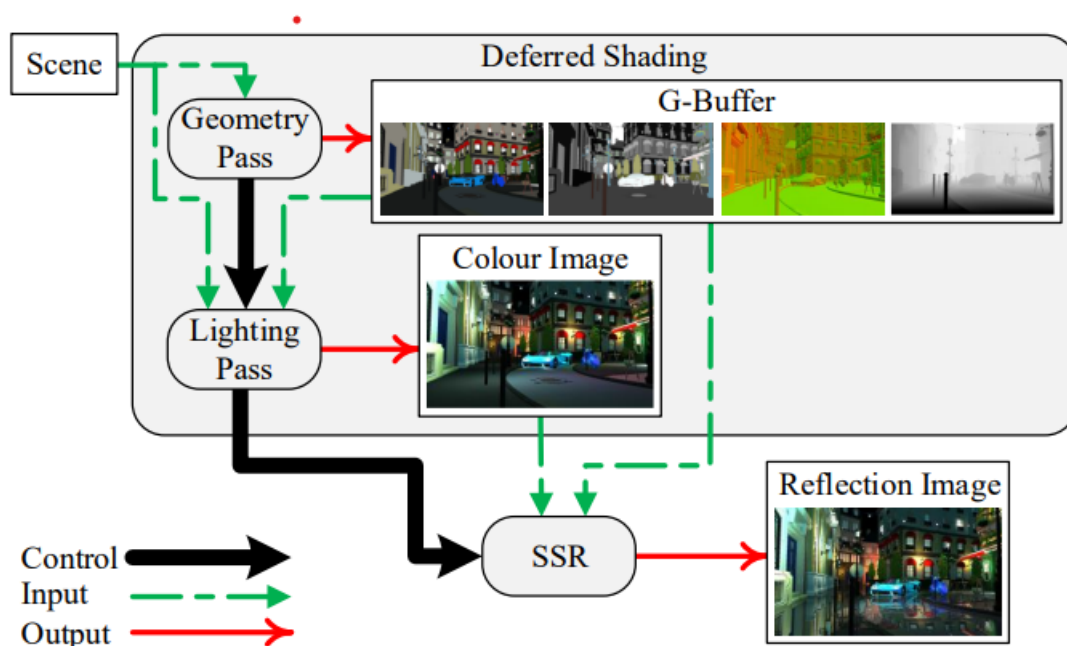 Scene
Deferred Shading
Geometry
Pass
G-Buffer
Colour Image
Lighting
Pass
Reflection Image
SSR
Control
Input
Output